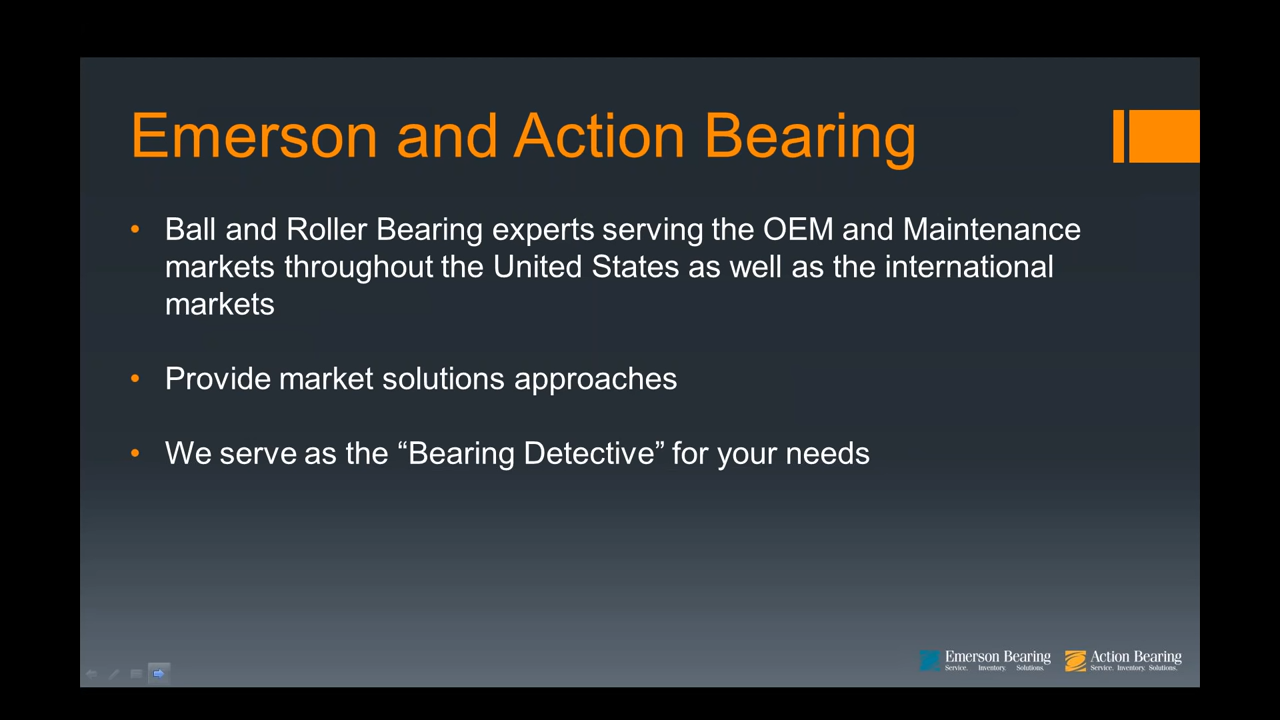 Emerson and Action Bearing
• Ball and Roller Bearing experts serving the OEM and Maintenance
markets throughout the United States as well as the international
markets
• Provide market solutions approaches
• We serve as the “Bearing Detective” for your needs
Emerson Bearing
Service. Inventory. Solutions.
Action Bearing
Service. Inventory. Solutions.